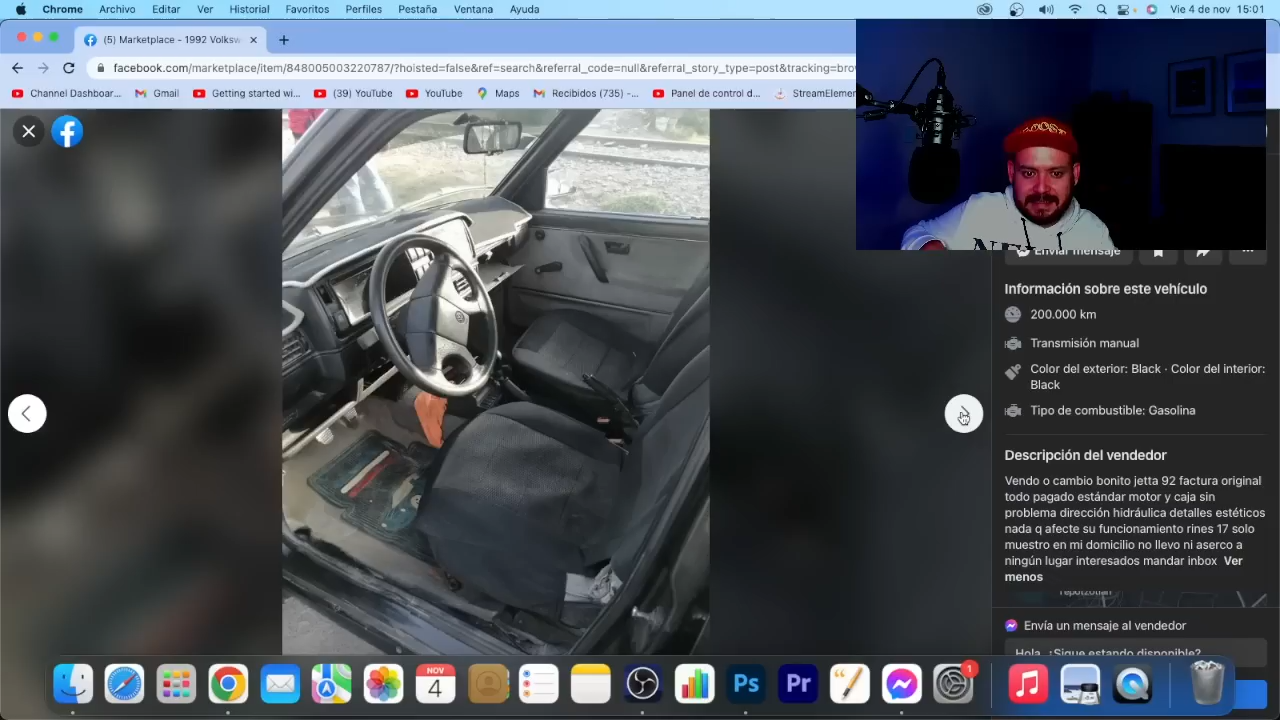 Chrome Archivo Editar Ver Historial Favoritos Perfiles Pestaña Ventana Ayuda Vie 4 de nov 15:01
(5) Marketplace - 1992 Volksw
facebook.com/marketplace/item/848005003220787/?hoisted=false&ref=search&referral_code=null&referral_story_type=post&tracking=brow
Channel Dashboar... Gmail Getting started wi... (39) YouTube YouTube Maps Recibidos (735) -... Panel de control d... StreamElemen
Enviar mensaje
Información sobre este vehículo
200.000 km
Transmisión manual
Color del exterior: Black · Color del interior:
Black
Tipo de combustible: Gasolina
Descripción del vendedor
Vendo o cambio bonito jetta 92 factura original
todo pagado estándar motor y caja sin
problema dirección hidráulica detalles estéticos
nada q afecte su funcionamiento rines 17 solo
muestro en mi domicilio no llevo ni aserco a
ningún lugar interesados mandar inbox Ver
menos
Tepotzotlán
Envía un mensaje al vendedor
Hola, ¿Sigue estando disponible?
NOV
4
Ps
Pr
1